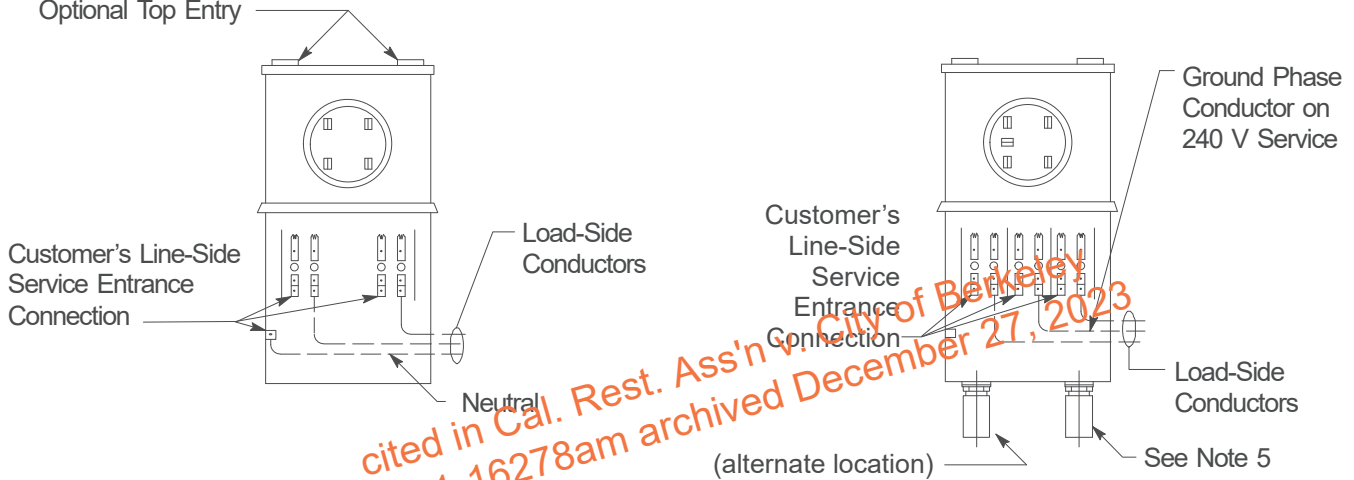 Optional Top Entry
Customer's Line-Side
Service Entrance
Connection
Load-Side
Conductors
Neutral
Customer's
Line-Side
Service
Entrance
Connection
Ground Phase
Conductor on
240 V Service
Load-Side
Conductors
(alternate location)
See Note 5
cited in Cal. Rest. Ass'n v. City of Berkeley
16278am archived December 27, 2023